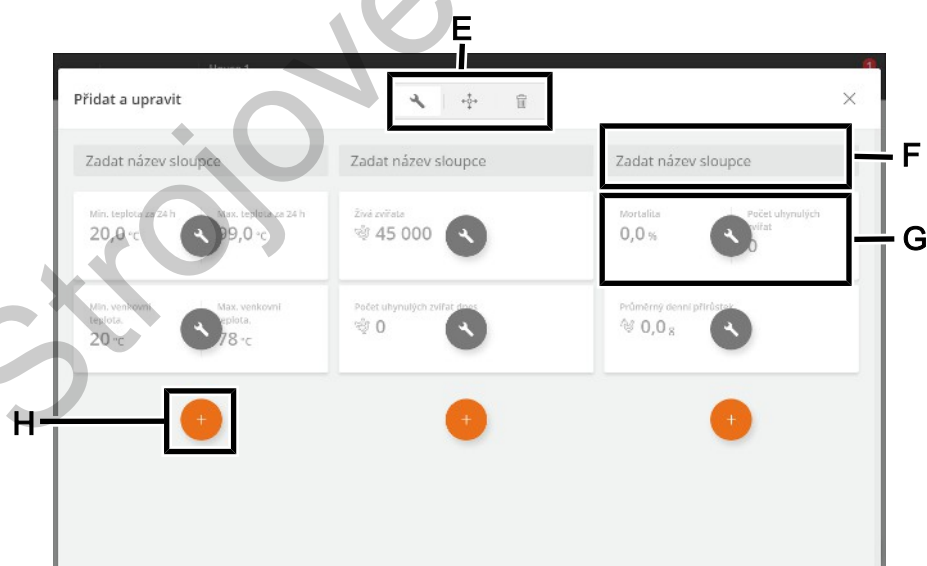 E
1
Přidat a upravit
Zadat název sloupce
Zadat název sloupce
Zadat název sloupce
F
Min. teplota za 24 h
Max. teplota za 24 h
20,0 °C
99,0 °C
Živá zvířata
45 000
Mortalita
0,0 %
Počet uhynulých
zvířat
0
G
Min. venkovní
teplota.
20 °C
Max. venkovní
teplota.
78 °C
Počet uhynulých zvířat dnes
0
Průměrný denní přírůstek
0,0 g
H
+
+
+
Strojove